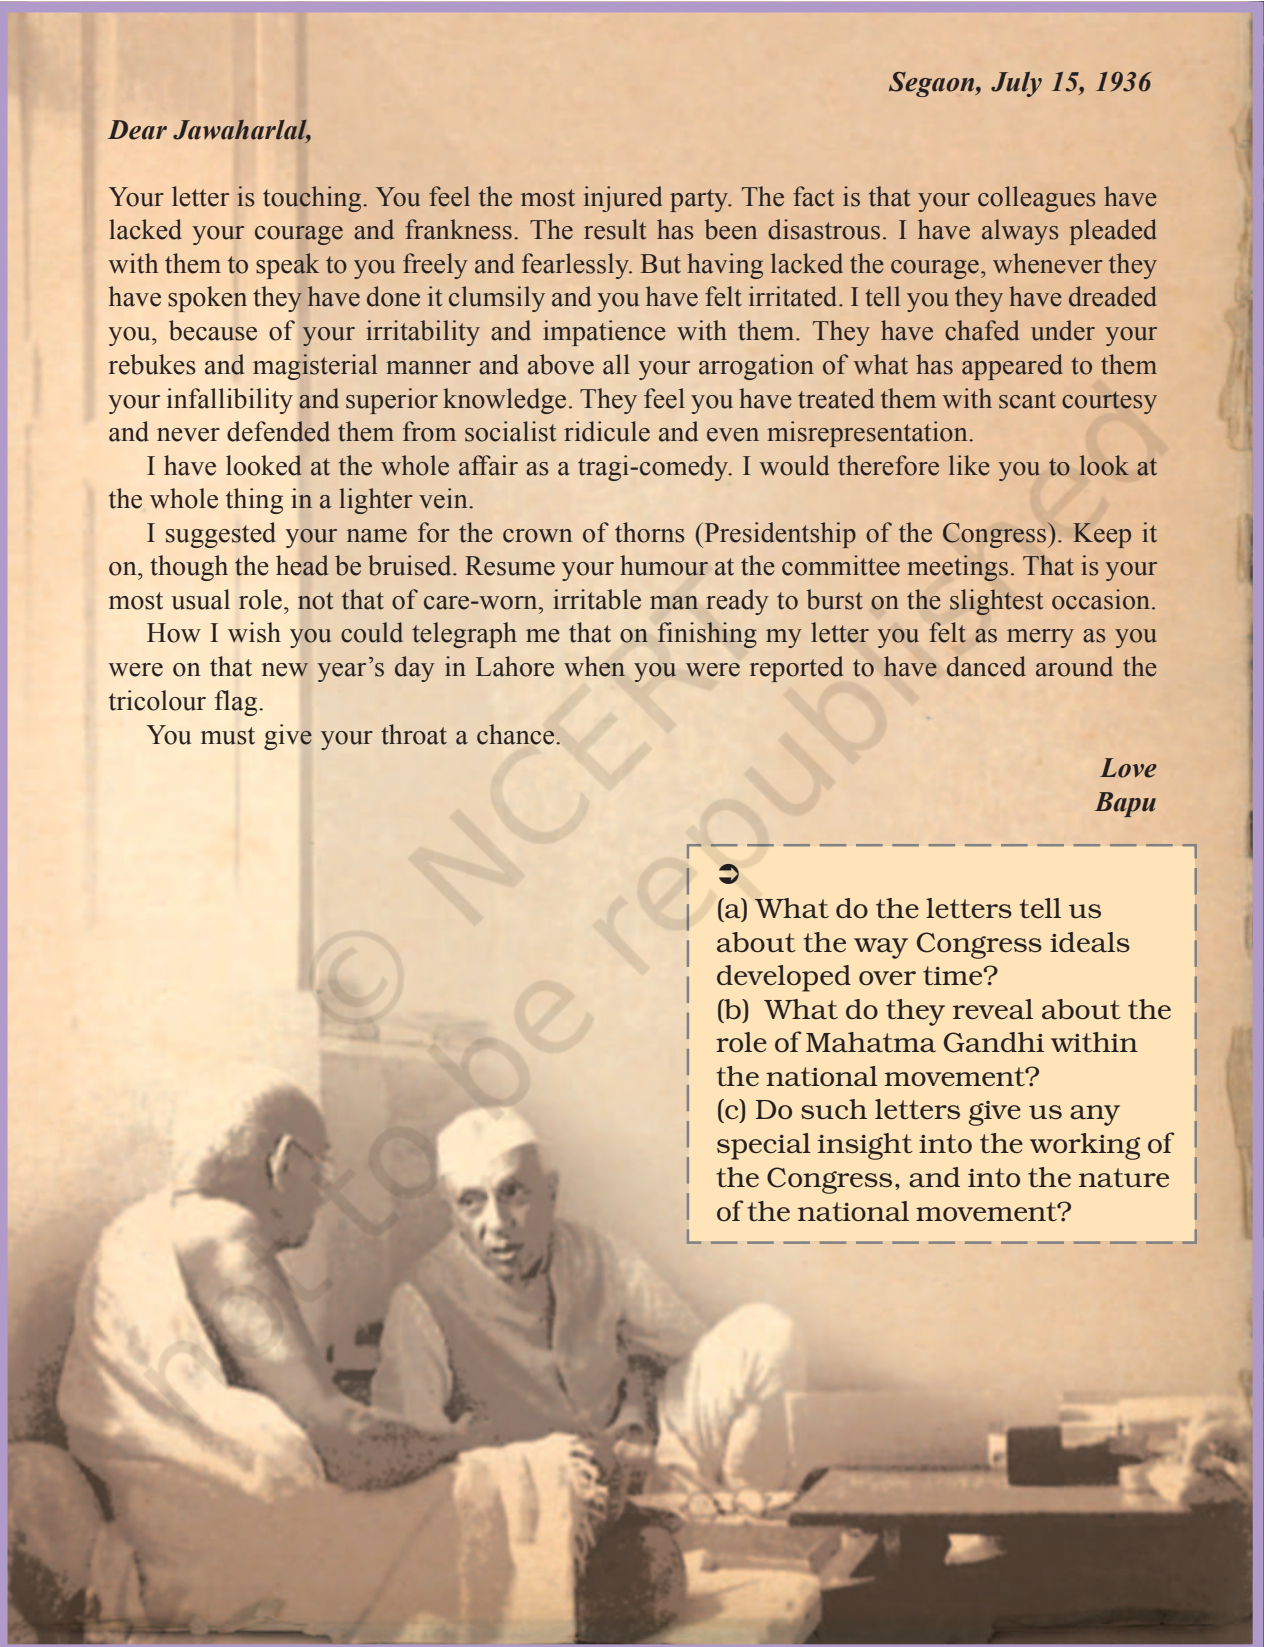 Segaon, July 15, 1936
Dear Jawaharlal,
Your letter is touching. You feel the most injured party. The fact is that your colleagues have
lacked your courage and frankness. The result has been disastrous. I have always pleaded
with them to speak to you freely and fearlessly. But having lacked the courage, whenever they
have spoken they have done it clumsily and you have felt irritated. I tell you they have dreaded
you, because of your irritability and impatience with them. They have chafed under your
rebukes and magisterial manner and above all your arrogation of what has appeared to them
your infallibility and superior knowledge. They feel you have treated them with scant courtesy
and never defended them from socialist ridicule and even misrepresentation.
I have looked at the whole affair as a tragi-comedy. I would therefore like you to look at
the whole thing in a lighter vein.
I suggested your name for the crown of thorns (Presidentship of the Congress). Keep it
on, though the head be bruised. Resume your humour at the committee meetings. That is your
most usual role, not that of care-worn, irritable man ready to burst on the slightest occasion.
How I wish you could telegraph me that on finishing my letter you felt as merry as you
were on that new year’s day in Lahore when you were reported to have danced around the
tricolour flag.
You must give your throat a chance.
Love
Bapu
(a) What do the letters tell us
about the way Congress ideals
developed over time?
(b) What do they reveal about the
role of Mahatma Gandhi within
the national movement?
(c) Do such letters give us any
special insight into the working of
the Congress, and into the nature
of the national movement?
© NCERT
not to be republished